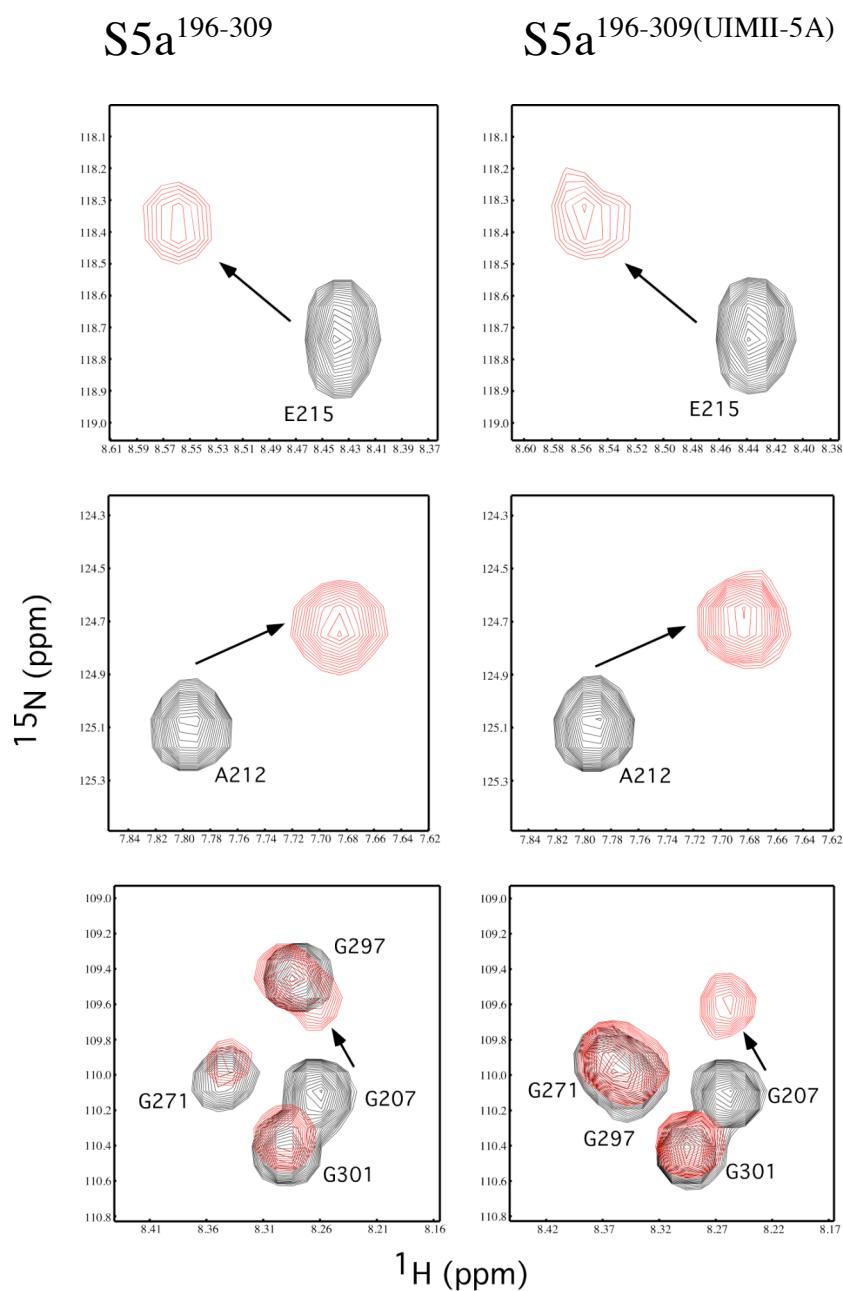 S5a196-309
S5a196-309(UIMII-5A)
118.1
118.2
118.3
118.4
118.5
118.6
118.7
118.8
118.9
119.0
E215
8.61 8.59 8.57 8.55 8.53 8.51 8.49 8.47 8.45 8.43 8.41 8.39 8.37
118.1
118.2
118.3
118.4
118.5
118.6
118.7
118.8
118.9
119.0
E215
8.60 8.58 8.56 8.54 8.52 8.50 8.48 8.46 8.44 8.42 8.40 8.38
124.3
124.5
124.7
124.9
125.1
125.3
A212
7.84 7.82 7.80 7.78 7.76 7.74 7.72 7.70 7.68 7.66 7.64 7.62
124.3
124.5
124.7
124.9
125.1
125.3
A212
7.84 7.82 7.80 7.78 7.76 7.74 7.72 7.70 7.68 7.66 7.64 7.62
15N (ppm)
109.0
109.2
109.4
109.6
109.8
110.0
110.2
110.4
110.6
110.8
G297
G271
G207
G301
8.41 8.36 8.31 8.26 8.21 8.16
109.0
109.2
109.4
109.6
109.8
110.0
110.2
110.4
110.6
110.8
G271
G207
G297
G301
8.42 8.37 8.32 8.27 8.22 8.17
1H (ppm)